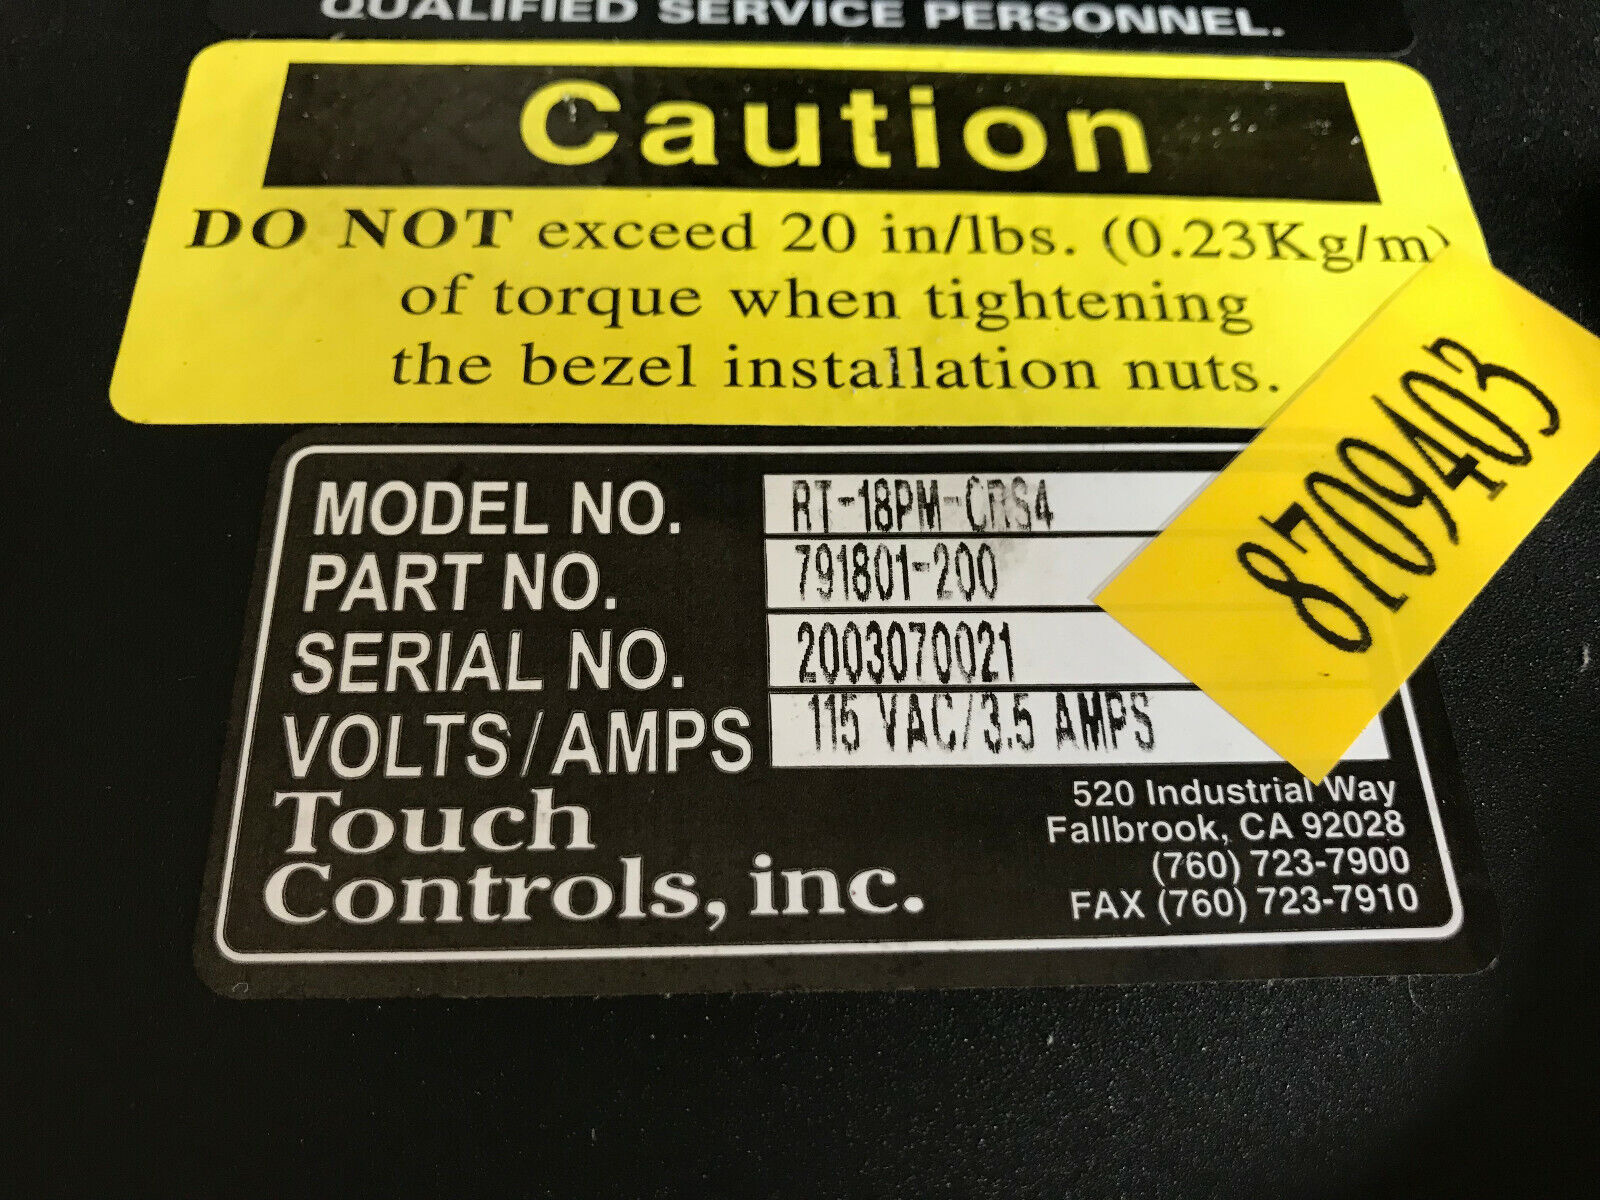 QUALIFIED SERVICE PERSONNEL.
Caution
DO NOT exceed 20 in/lbs. (0.23Kg/m)
of torque when tightening
the bezel installation nuts.
8709403
MODEL NO. RT-18PM-CRS4
PART NO. 791801-200
SERIAL NO. 2003070021
VOLTS/AMPS 115 VAC/3.5 AMPS
Touch
Controls, inc.
520 Industrial Way
Fallbrook, CA 92028
(760) 723-7900
FAX (760) 723-7910